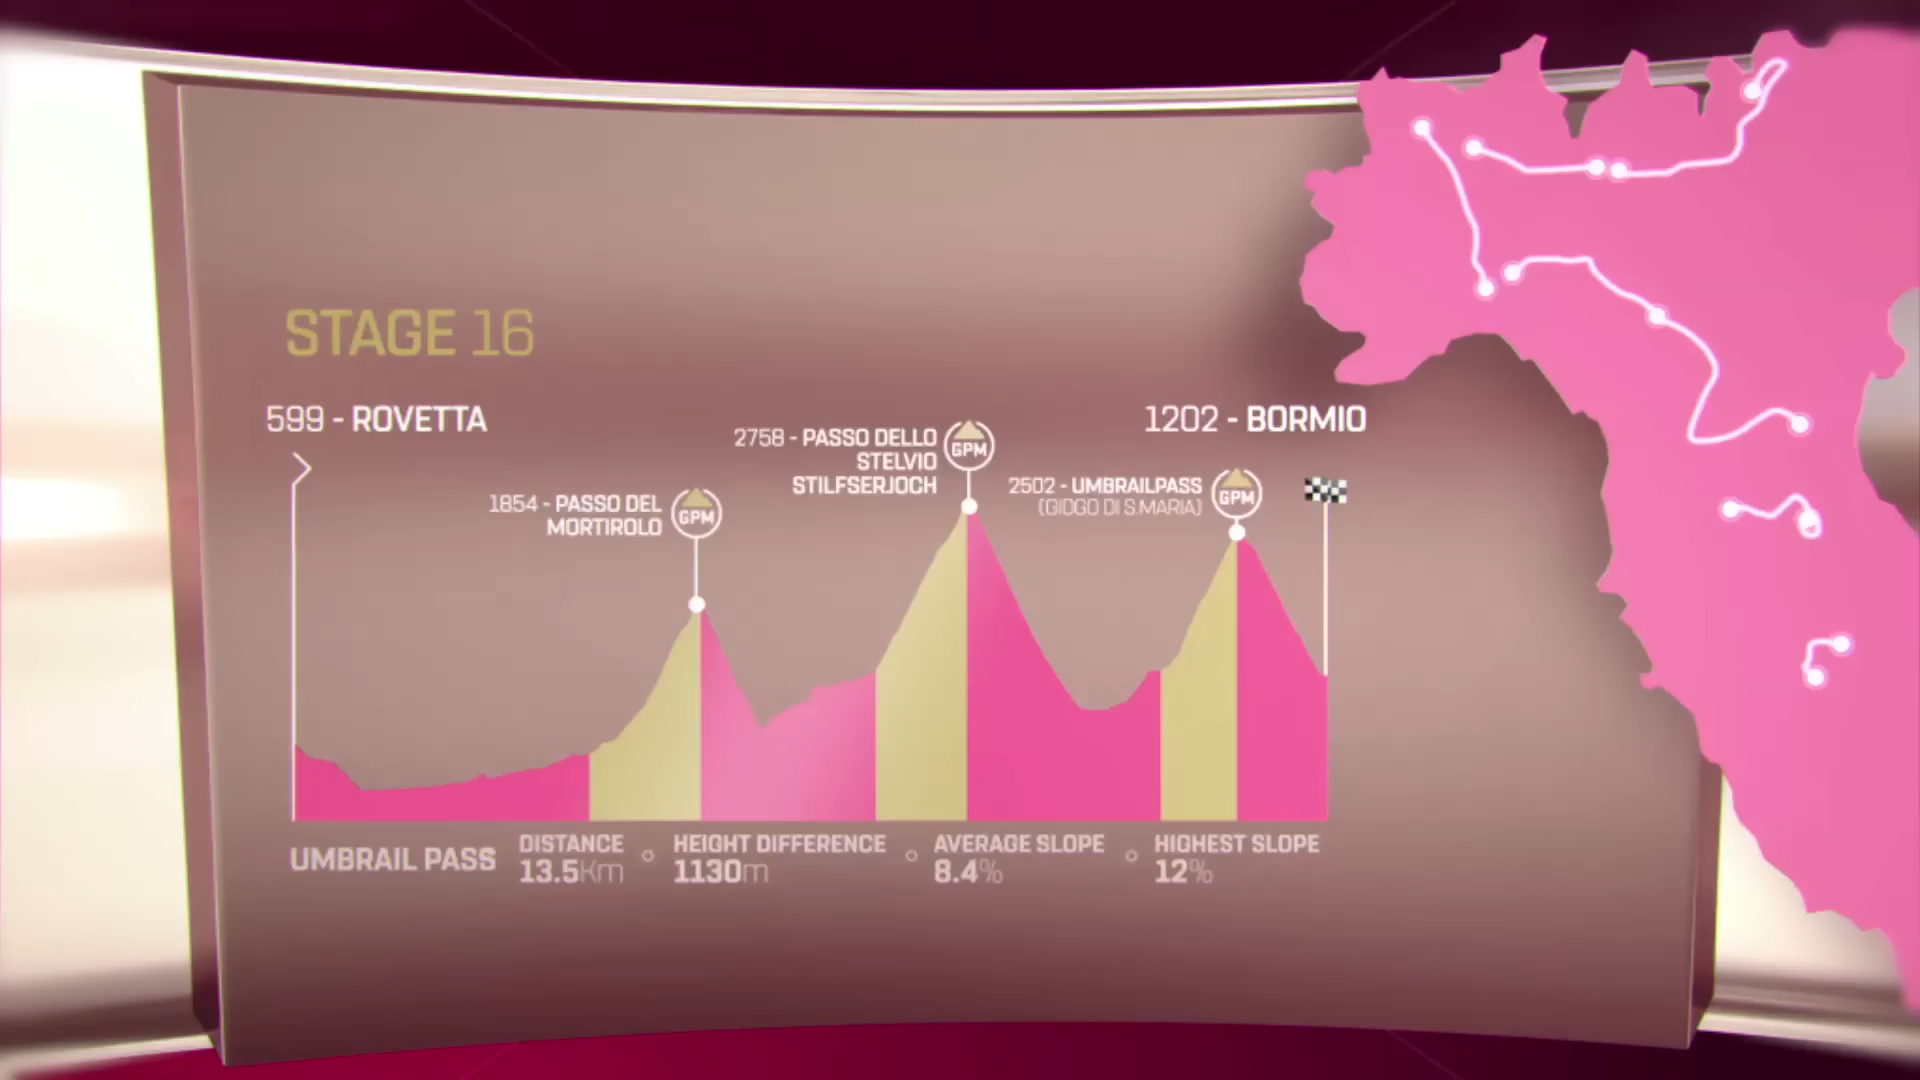 STAGE 16
599 - ROVETTA
1202 - BORMIO
2758 - PASSO DELLO
STELVIO
STILFSERJOCH
GPM
1854 - PASSO DEL
MORTIROLO
GPM
2502 - UMBRAILPASS
(GIOGO DI S.MARIA)
GPM
UMBRAIL PASS
DISTANCE
13.5Km
HEIGHT DIFFERENCE
1130m
AVERAGE SLOPE
8.4%
HIGHEST SLOPE
12%